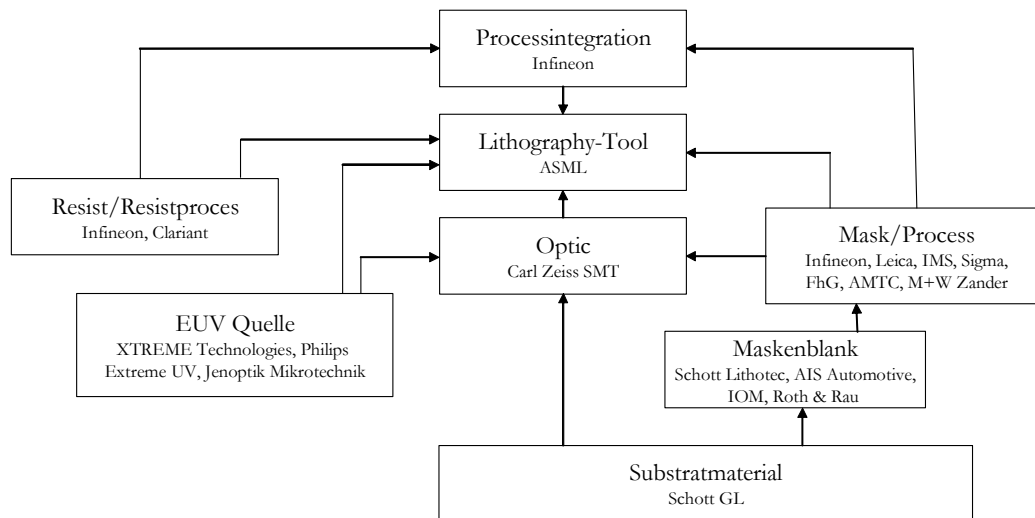 Processintegration
Infineon
Lithography-Tool
ASML
Resist/Resistproces
Infineon, Clariant
Optic
Carl Zeiss SMT
Mask/Process
Infineon, Leica, IMS, Sigma,
FhG, AMTC, M+W Zander
EUV Quelle
XTREME Technologies, Philips
Extreme UV, Jenoptik Mikrotechnik
Maskenblank
Schott Lithotec, AIS Automotive,
IOM, Roth & Rau
Substratmaterial
Schott GL